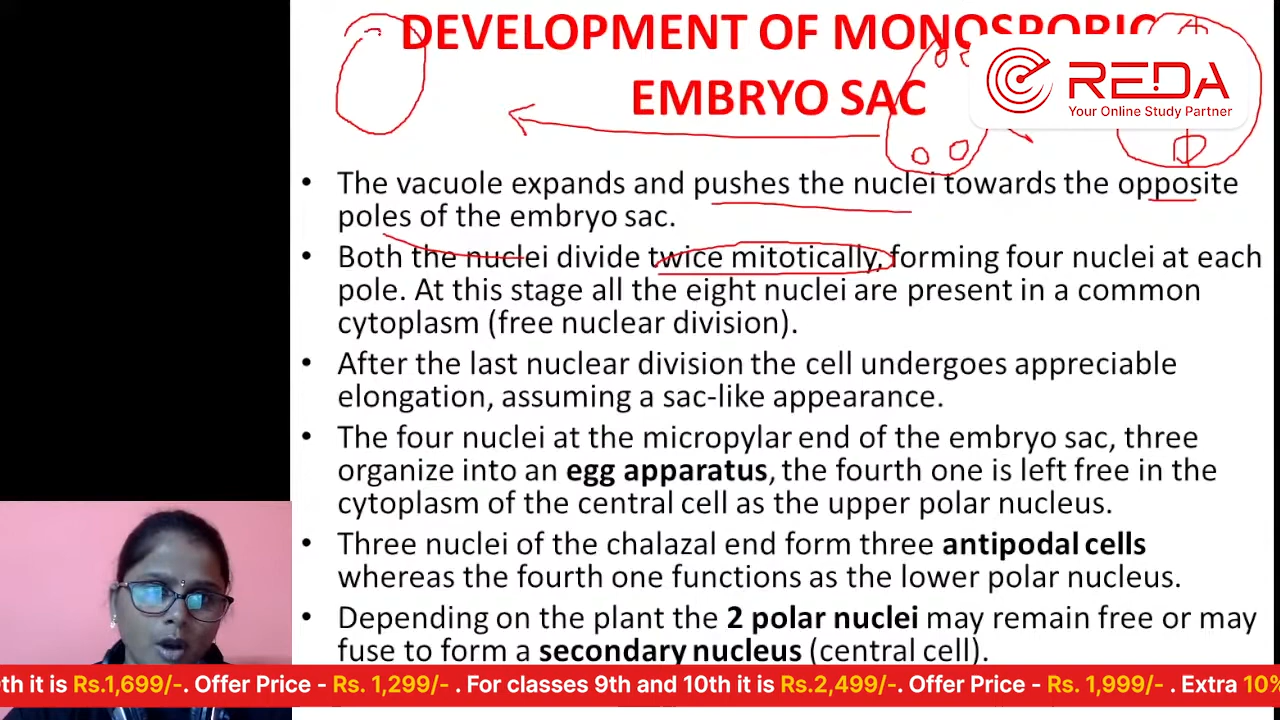 DEVELOPMENT OF MONOSPORIC
EMBRYO SAC
REDA
Your Online Study Partner
• The vacuole expands and pushes the nuclei towards the opposite
poles of the embryo sac.
• Both the nuclei divide twice mitotically, forming four nuclei at each
pole. At this stage all the eight nuclei are present in a common
cytoplasm (free nuclear division).
• After the last nuclear division the cell undergoes appreciable
elongation, assuming a sac-like appearance.
• The four nuclei at the micropylar end of the embryo sac, three
organize into an egg apparatus, the fourth one is left free in the
cytoplasm of the central cell as the upper polar nucleus.
• Three nuclei of the chalazal end form three antipodal cells
whereas the fourth one functions as the lower polar nucleus.
• Depending on the plant the 2 polar nuclei may remain free or may
fuse to form a secondary nucleus (central cell).
0th it is Rs.1,699/-. Offer Price - Rs. 1,299/- . For classes 9th and 10th it is Rs.2,499/-. Offer Price - Rs. 1,999/- . Extra 10%